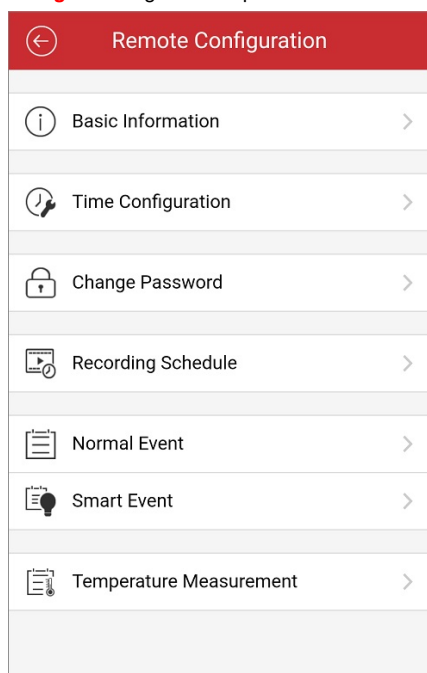 Remote Configuration
Basic Information
Time Configuration
Change Password
Recording Schedule
Normal Event
Smart Event
Temperature Measurement